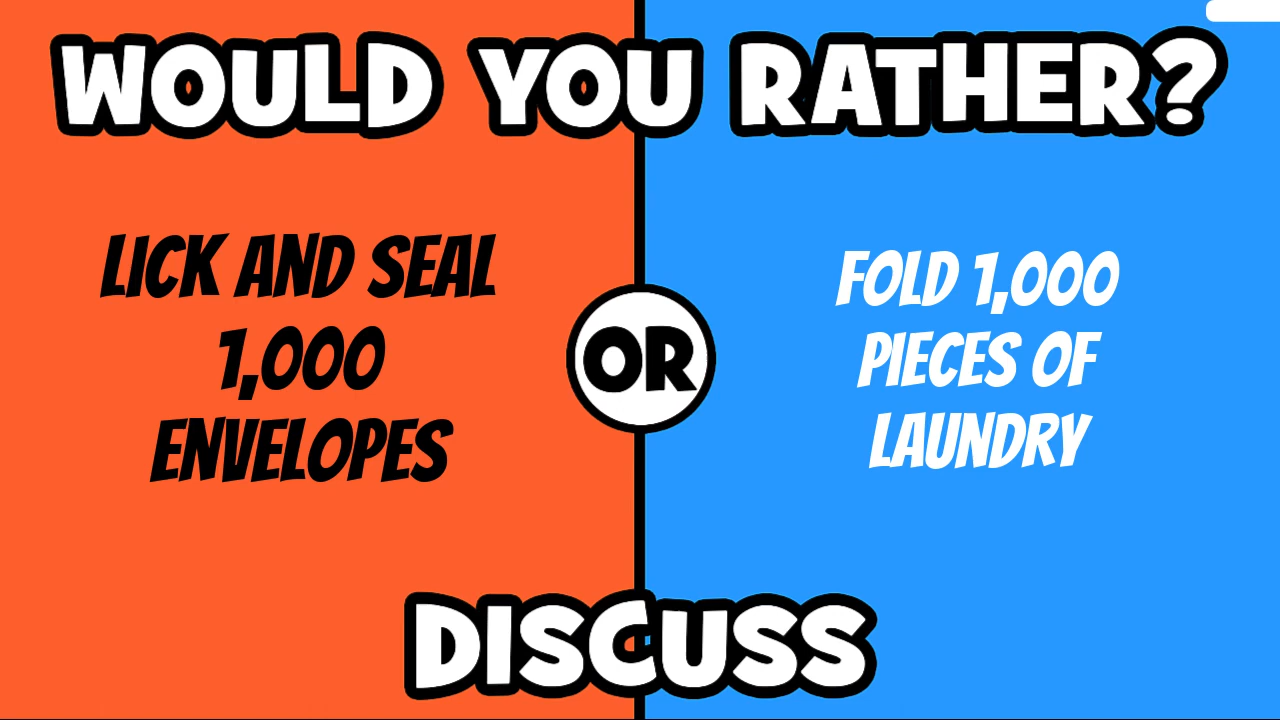 WOULD YOU RATHER?
LICK AND SEAL
1,000
ENVELOPES
OR
FOLD 1,000
PIECES OF
LAUNDRY
DISCUSS